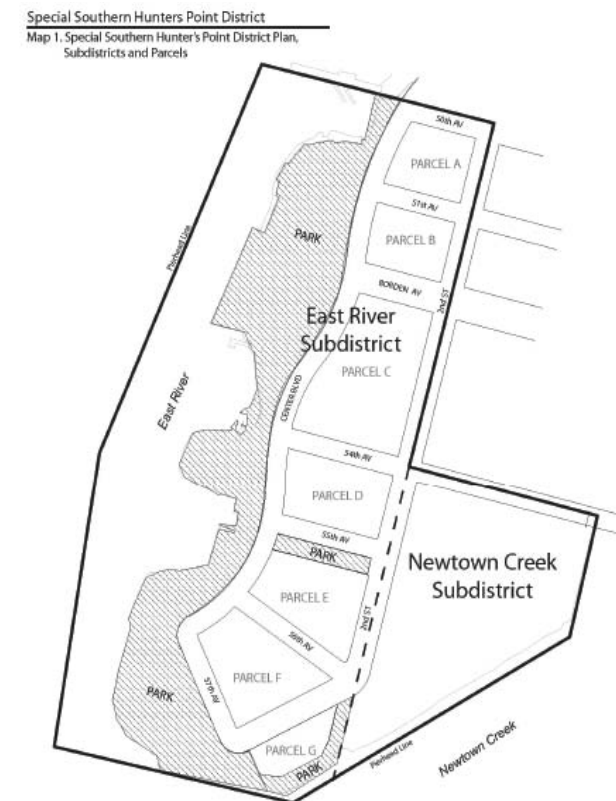 Special Southern Hunters Point District
Map 1. Special Southern Hunter's Point District Plan,
Subdistricts and Parcels
50th AV
PARCEL A
51st AV
PARK
PARCEL B
Pierhead Line
BORDEN AV
2ND ST
East River
Subdistrict
PARCEL C
East River
CENTER BLVD
54th AV
PARCEL D
55th AV
PARK
Newtown Creek
Subdistrict
PARCEL E
2ND ST
56th AV
PARCEL F
57th AV
PARK
PARCEL G
PARK
Pierhead Line
Newtown Creek